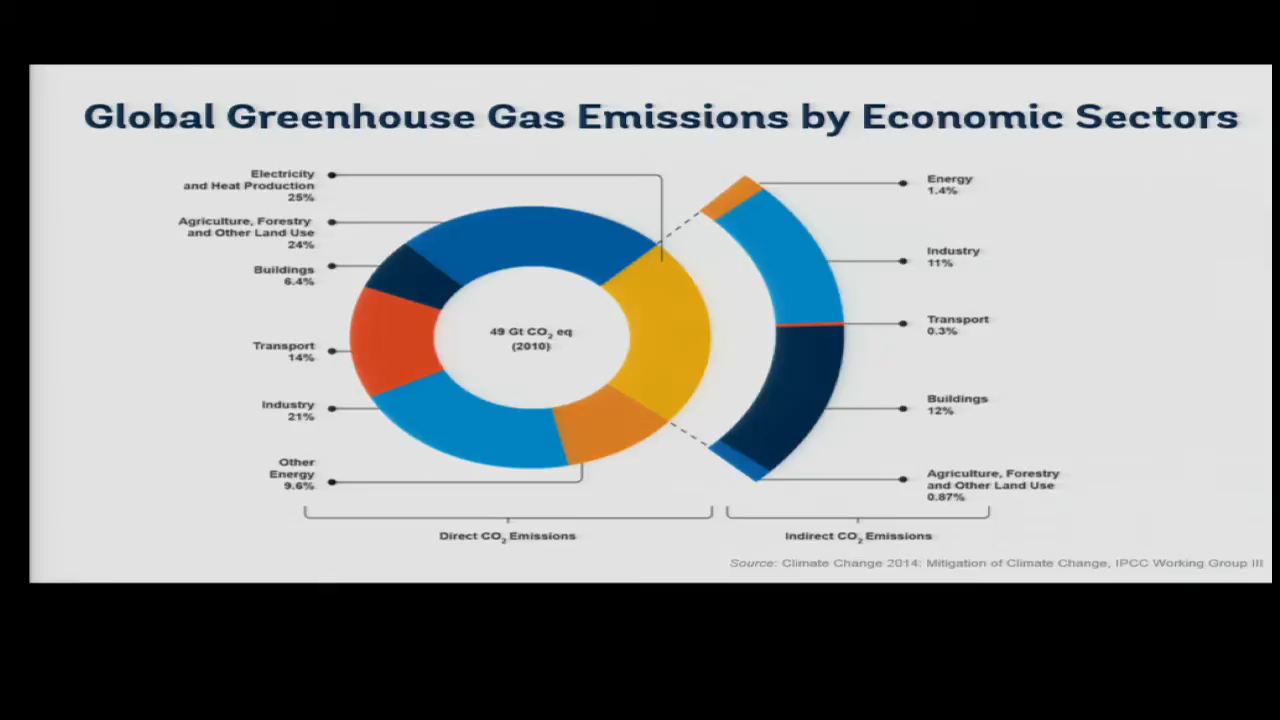 Global Greenhouse Gas Emissions by Economic Sectors
Electricity
and Heat Production
25%
Agriculture, Forestry
and Other Land Use
24%
Buildings
6.4%
Transport
14%
Industry
21%
Other
Energy
9.6%
49 Gt CO2 eq
(2010)
Energy
1.4%
Industry
11%
Transport
0.3%
Buildings
12%
Agriculture, Forestry
and Other Land Use
0.87%
Direct CO2 Emissions
Indirect CO2 Emissions
Source: Climate Change 2014: Mitigation of Climate Change, IPCC Working Group III